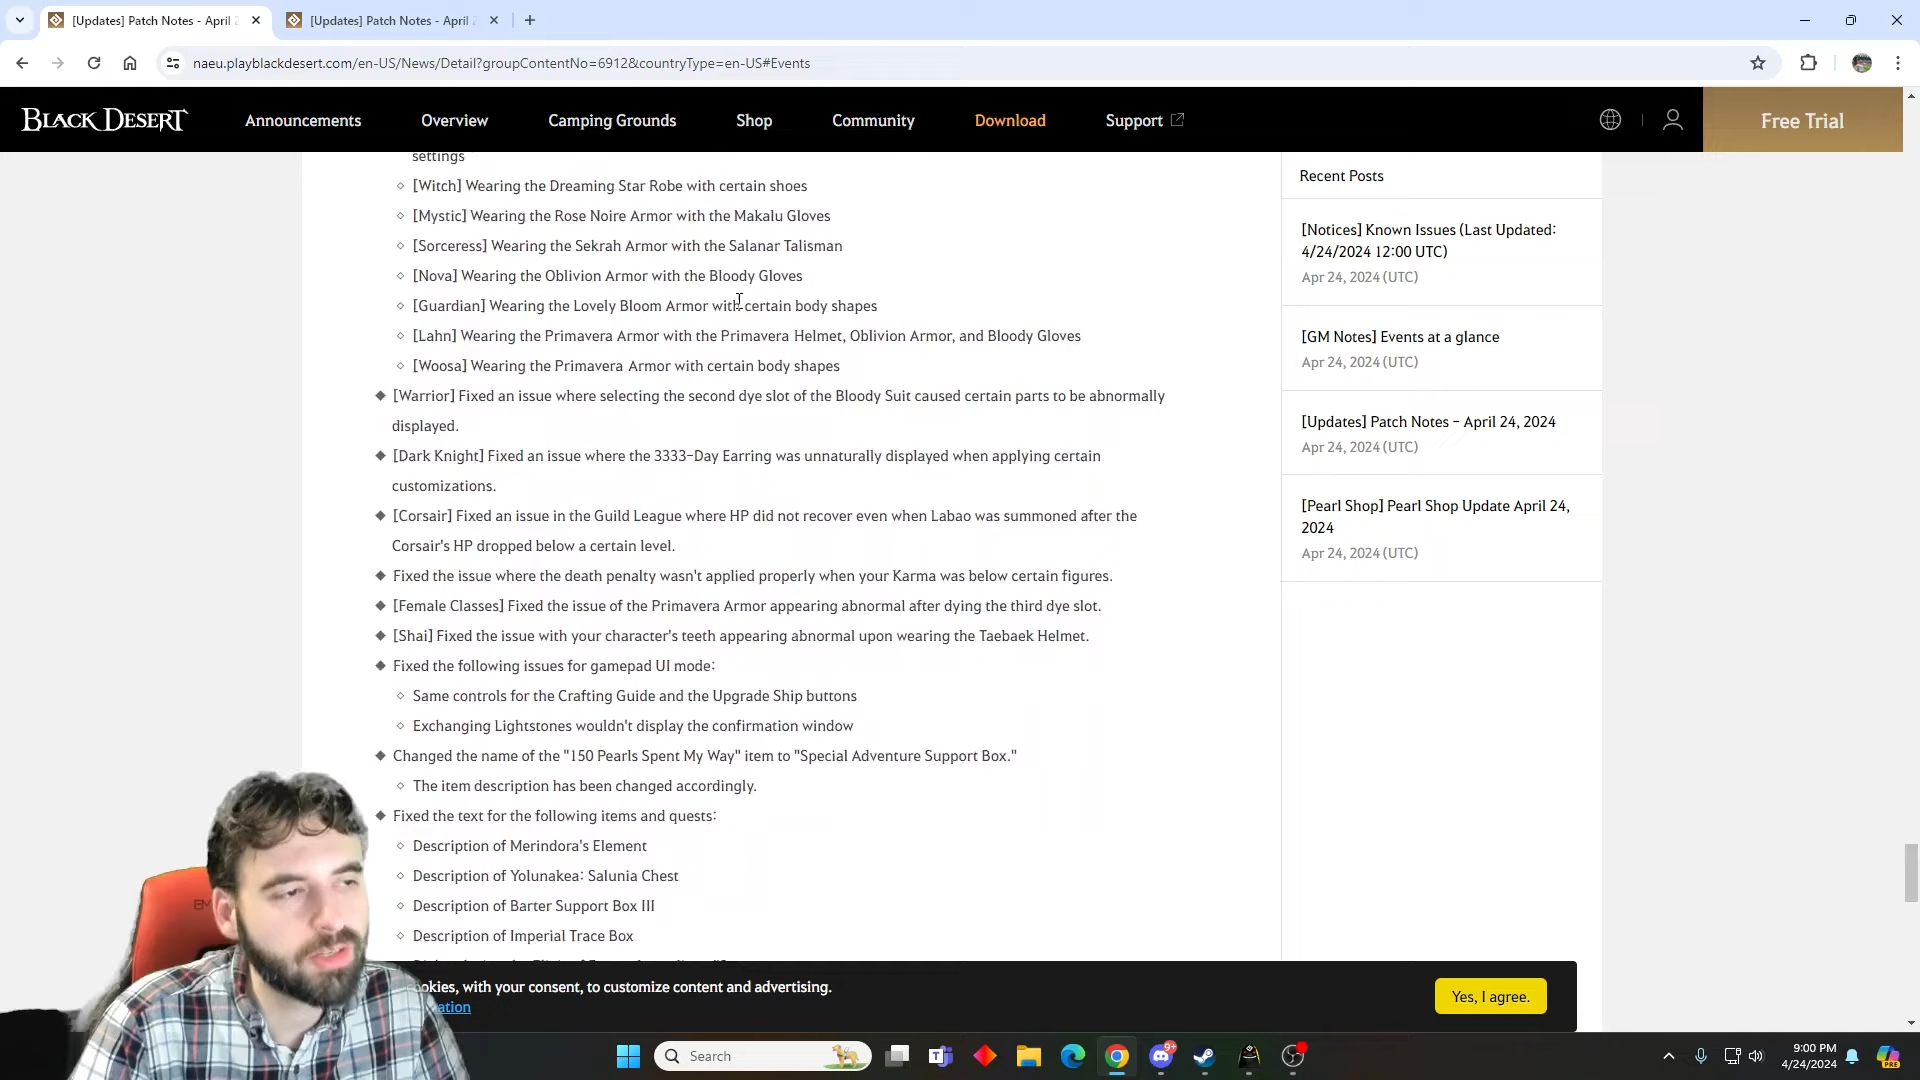 [Updates] Patch Notes - April 2
[Updates] Patch Notes - April
naeu.playblackdesert.com/en-US/News/Detail?groupContentNo=6912&countryType=en-US#Events
BLACK DESERT
Announcements
Overview
Camping Grounds
Shop
Community
Download
Support
Free Trial
settings
[Witch] Wearing the Dreaming Star Robe with certain shoes
[Mystic] Wearing the Rose Noire Armor with the Makalu Gloves
[Sorceress] Wearing the Sekrah Armor with the Salanar Talisman
[Nova] Wearing the Oblivion Armor with the Bloody Gloves
[Guardian] Wearing the Lovely Bloom Armor with certain body shapes
[Lahn] Wearing the Primavera Armor with the Primavera Helmet, Oblivion Armor, and Bloody Gloves
[Woosa] Wearing the Primavera Armor with certain body shapes
[Warrior] Fixed an issue where selecting the second dye slot of the Bloody Suit caused certain parts to be abnormally
displayed.
[Dark Knight] Fixed an issue where the 3333-Day Earring was unnaturally displayed when applying certain
customizations.
[Corsair] Fixed an issue in the Guild League where HP did not recover even when Labao was summoned after the
Corsair's HP dropped below a certain level.
Fixed the issue where the death penalty wasn't applied properly when your Karma was below certain figures.
[Female Classes] Fixed the issue of the Primavera Armor appearing abnormal after dying the third dye slot.
[Shai] Fixed the issue with your character's teeth appearing abnormal upon wearing the Taebaek Helmet.
Fixed the following issues for gamepad UI mode:
Same controls for the Crafting Guide and the Upgrade Ship buttons
Exchanging Lightstones wouldn't display the confirmation window
Changed the name of the "150 Pearls Spent My Way" item to "Special Adventure Support Box."
The item description has been changed accordingly.
Fixed the text for the following items and quests:
Description of Merindora's Element
Description of Yolunakea: Salunia Chest
Description of Barter Support Box III
Description of Imperial Trace Box
Recent Posts
[Notices] Known Issues (Last Updated:
4/24/2024 12:00 UTC)
Apr 24, 2024 (UTC)
[GM Notes] Events at a glance
Apr 24, 2024 (UTC)
[Updates] Patch Notes - April 24, 2024
Apr 24, 2024 (UTC)
[Pearl Shop] Pearl Shop Update April 24,
2024
Apr 24, 2024 (UTC)
okies, with your consent, to customize content and advertising.
ation
Yes, I agree.
Search
9+
9:00 PM
4/24/2024
PRE